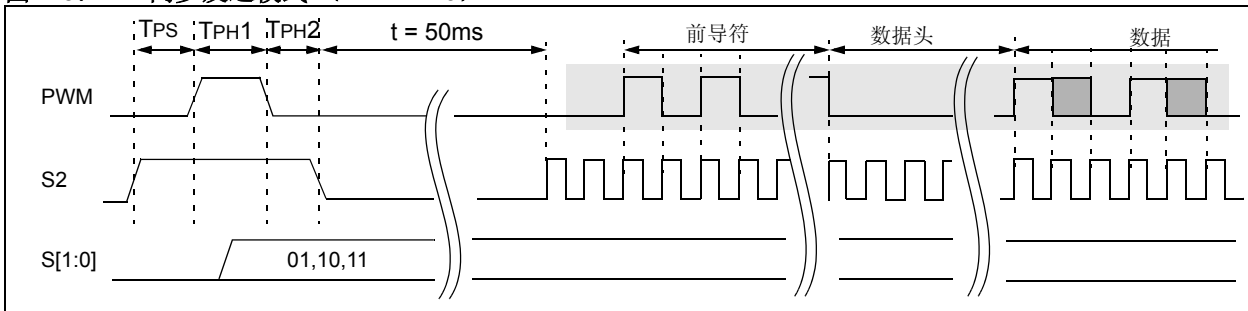 TPS TPH1 TPH2 t = 50ms 前导符 数据头 数据
PWM
S2
S[1:0] 01,10,11